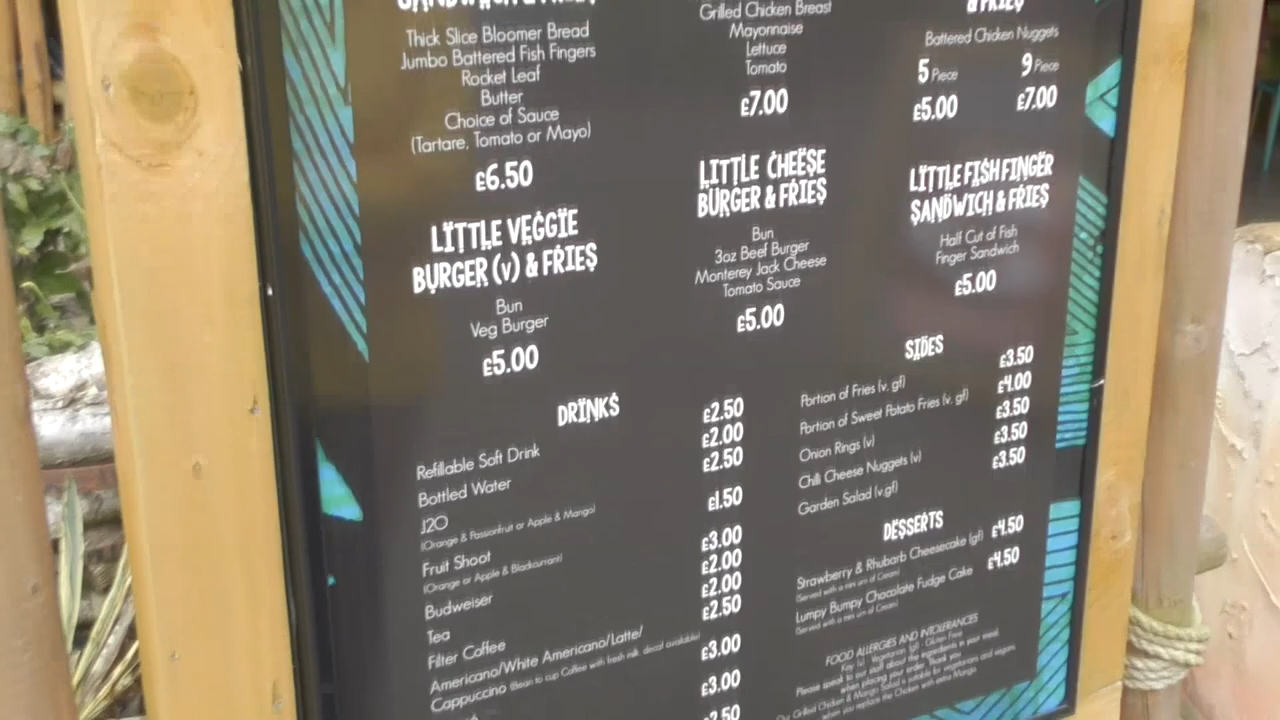 Thick Slice Bloomer Bread
Jumbo Battered Fish Fingers
Rocket Leaf
Butter
Choice of Sauce
(Tartare, Tomato or Mayo)
£6.50
LITTLE VEGGIE
BURGER (v) & FRIES
Bun
Veg Burger
£5.00
Grilled Chicken Breast
Mayonnaise
Lettuce
Tomato
£7.00
LITTLE CHEESE
BURGER & FRIES
Bun
3oz Beef Burger
Monterey Jack Cheese
Tomato Sauce
£5.00
& FRIES
Battered Chicken Nuggets
5 Piece 9 Piece
£5.00 £7.00
LITTLE FISH FINGER
SANDWICH & FRIES
Half Cut of Fish
Finger Sandwich
£5.00
DRINKS
Refillable Soft Drink £2.50
Bottled Water £2.00
J2O £2.50
(Orange & Passionfruit or Apple & Mango)
Fruit Shoot £1.50
(Orange or Apple & Blackcurrant)
Budweiser £3.00
Tea £2.00
Filter Coffee £2.00
Americano/White Americano/Latte/ £2.50
Cappuccino (Bean to cup Coffee with fresh milk, decaf available)
£3.00
£3.00
£2.50
SIDES
Portion of Fries (v, gf) £3.50
Portion of Sweet Potato Fries (v, gf) £4.00
Onion Rings (v) £3.50
Chilli Cheese Nuggets (v) £3.50
Garden Salad (v,gf) £3.50
DESSERTS
Strawberry & Rhubarb Cheesecake (gf) £4.50
(Served with a mini urn of Cream)
Lumpy Bumpy Chocolate Fudge Cake £4.50
(Served with a mini urn of Cream)
FOOD ALLERGIES AND INTOLERANCES
Key (v) Vegetarian (gf) Gluten Free
Please speak to our staff about the ingredients in your meal,
when placing your order. Thank you.
Our Grilled Chicken & Mango Salad is suitable for vegetarians and vegans
when you replace the Chicken with extra Mango.